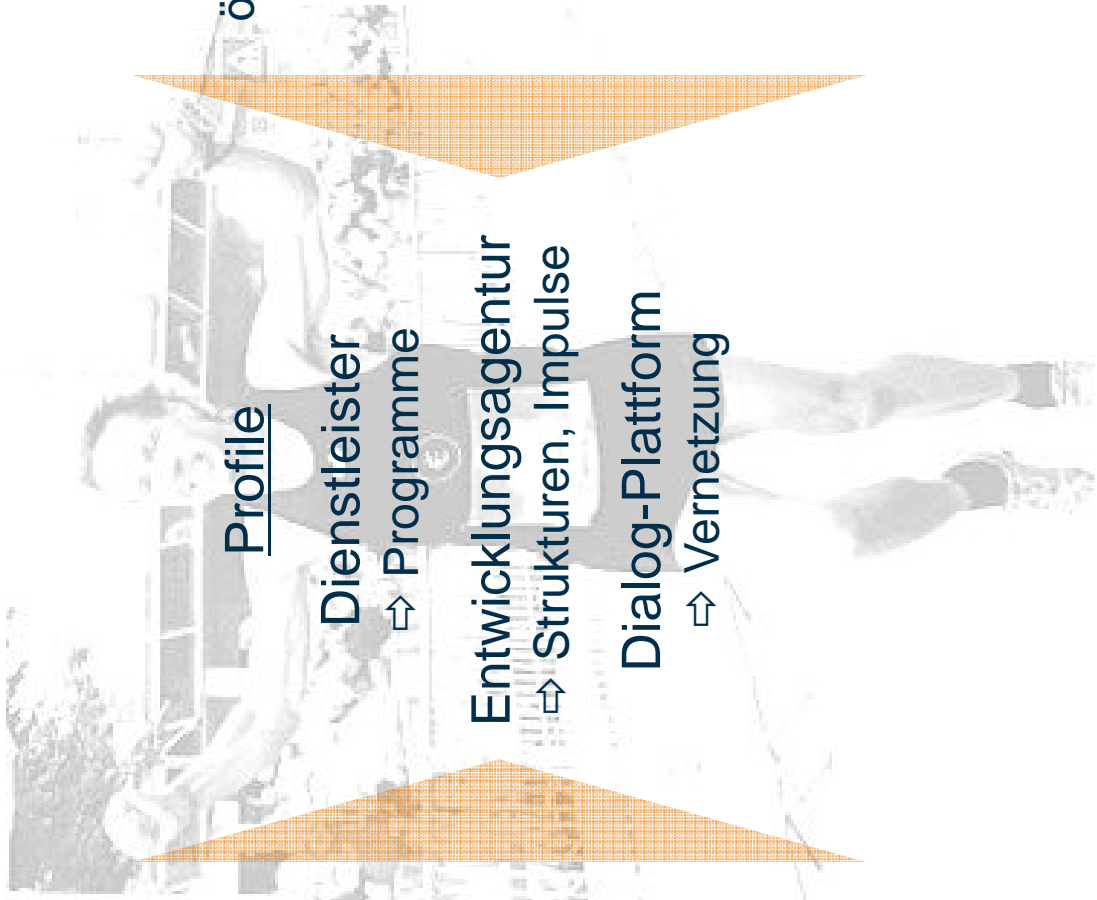 Profile
Dienstleister
⇨ Programme
Entwicklungsagentur
⇨ Strukturen, Impulse
Dialog-Plattform
⇨ Vernetzung
ö